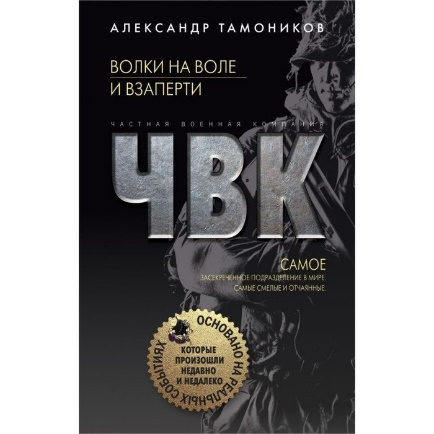 АЛЕКСАНДР ТАМОНИКОВ
ВОЛКИ НА ВОЛЕ
И ВЗАПЕРТИ
ЧАСТНАЯ ВОЕННАЯ КОМПАНИЯ
ЧВК
САМОЕ
ЗАСЕКРЕЧЕННОЕ ПОДРАЗДЕЛЕНИЕ В МИРЕ.
САМЫЕ СМЕЛЫЕ И ОТЧАЯННЫЕ.
ОСНОВАНО НА РЕАЛЬНЫХ СОБЫТИЯХ
КОТОРЫЕ
ПРОИЗОШЛИ
НЕДАВНО
И НЕДАЛЕКО